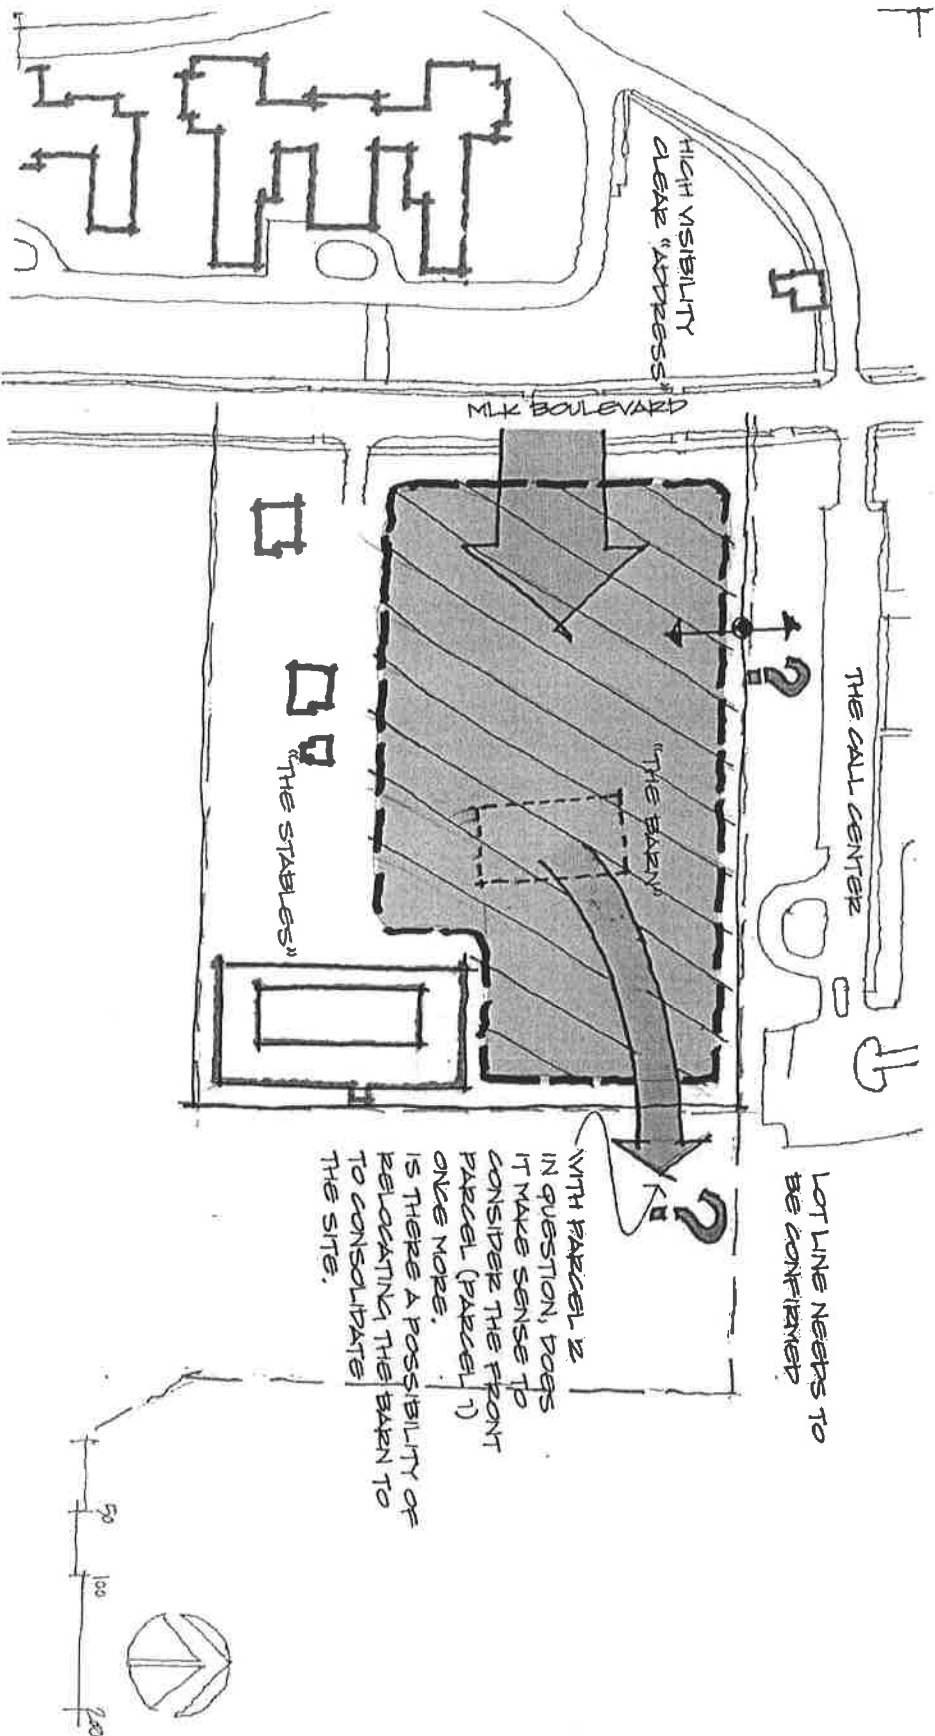 HIGH VISIBILITY
CLEAR "ADDRESS"
MLK BOULEVARD
THE CALL CENTER
?
"THE BARN"
"THE STABLES"
LOT LINE NEEDS TO
BE CONFIRMED
?
WITH PARCEL 2
IN QUESTION, DOES
IT MAKE SENSE TO
CONSIDER THE FRONT
PARCEL (PARCEL 1)
ONCE MORE.
IS THERE A POSSIBILITY OF
RELOCATING THE BARN TO
TO CONSOLIDATE
THE SITE.
50
100
200